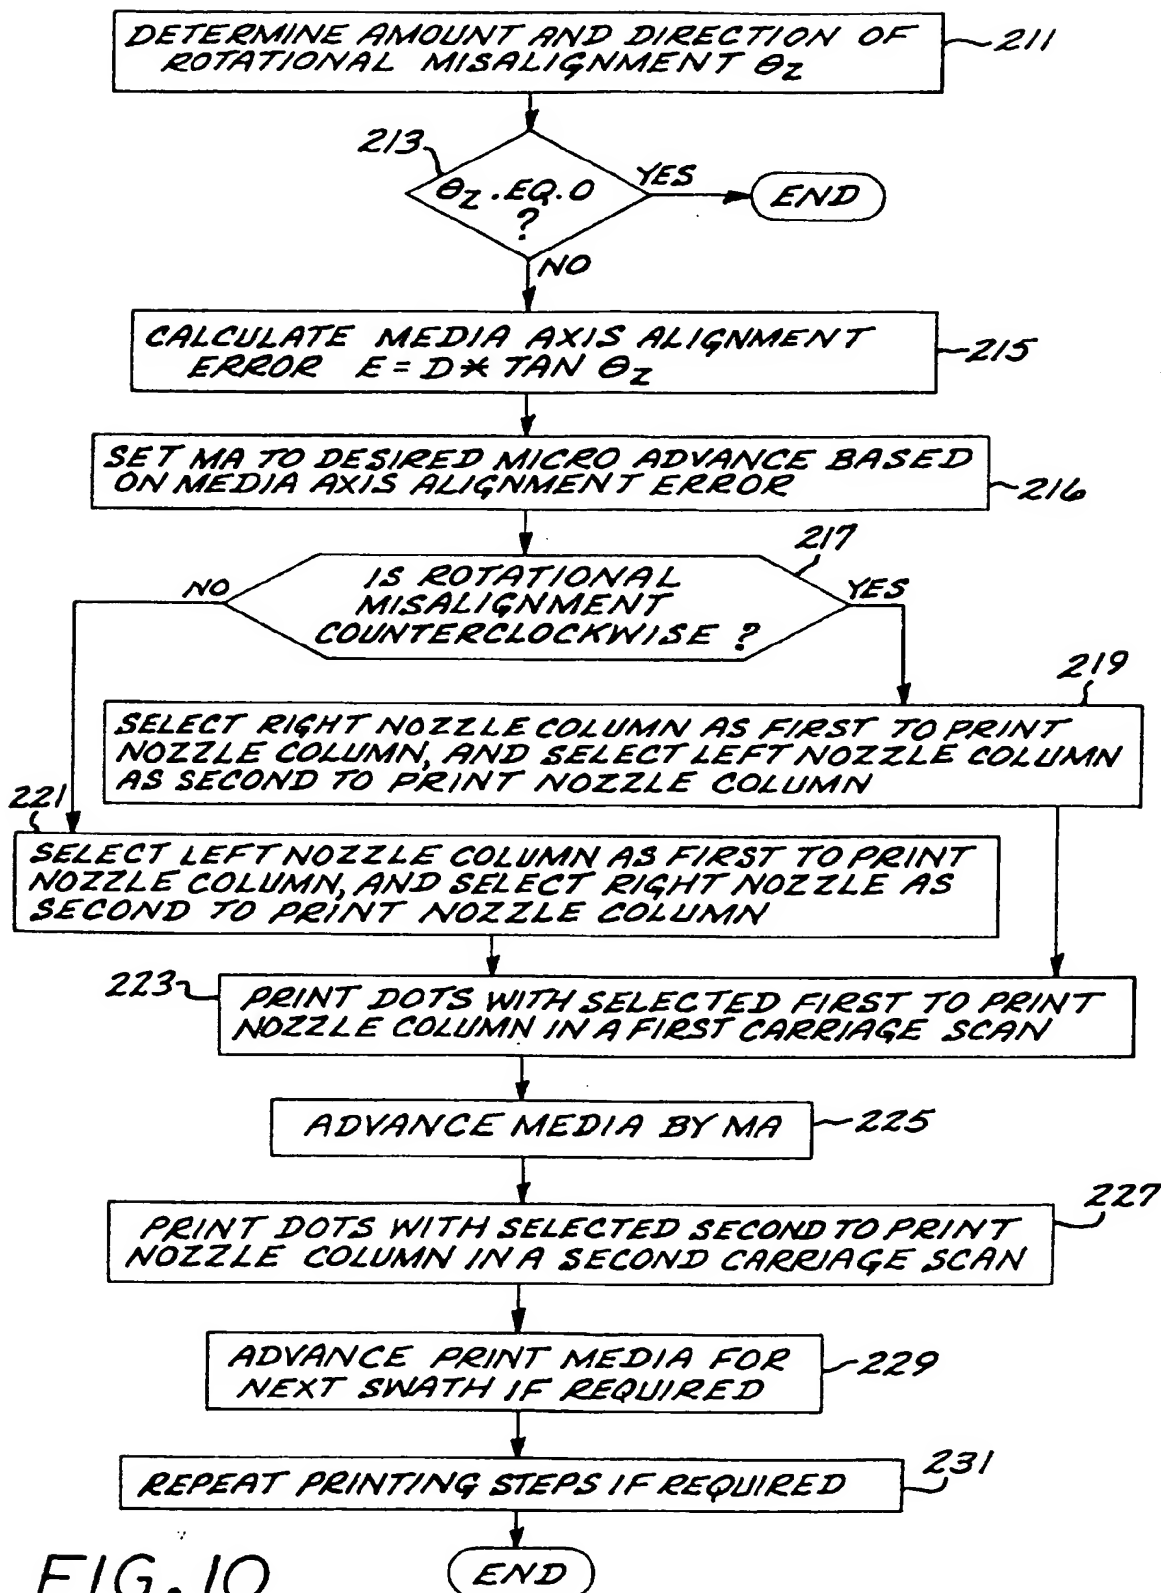 DETERMINE AMOUNT AND DIRECTION OF
ROTATIONAL MISALIGNMENT θZ
211
213
θZ .EQ. 0
?
YES
END
NO
CALCULATE MEDIA AXIS ALIGNMENT
ERROR E = D * TAN θZ
215
SET MA TO DESIRED MICRO ADVANCE BASED
ON MEDIA AXIS ALIGNMENT ERROR
216
217
NO
IS ROTATIONAL
MISALIGNMENT
COUNTERCLOCKWISE ?
YES
219
SELECT RIGHT NOZZLE COLUMN AS FIRST TO PRINT
NOZZLE COLUMN, AND SELECT LEFT NOZZLE COLUMN
AS SECOND TO PRINT NOZZLE COLUMN
221
SELECT LEFT NOZZLE COLUMN AS FIRST TO PRINT
NOZZLE COLUMN, AND SELECT RIGHT NOZZLE AS
SECOND TO PRINT NOZZLE COLUMN
223
PRINT DOTS WITH SELECTED FIRST TO PRINT
NOZZLE COLUMN IN A FIRST CARRIAGE SCAN
ADVANCE MEDIA BY MA
225
227
PRINT DOTS WITH SELECTED SECOND TO PRINT
NOZZLE COLUMN IN A SECOND CARRIAGE SCAN
ADVANCE PRINT MEDIA FOR
NEXT SWATH IF REQUIRED
229
REPEAT PRINTING STEPS IF REQUIRED
231
END
FIG. 10